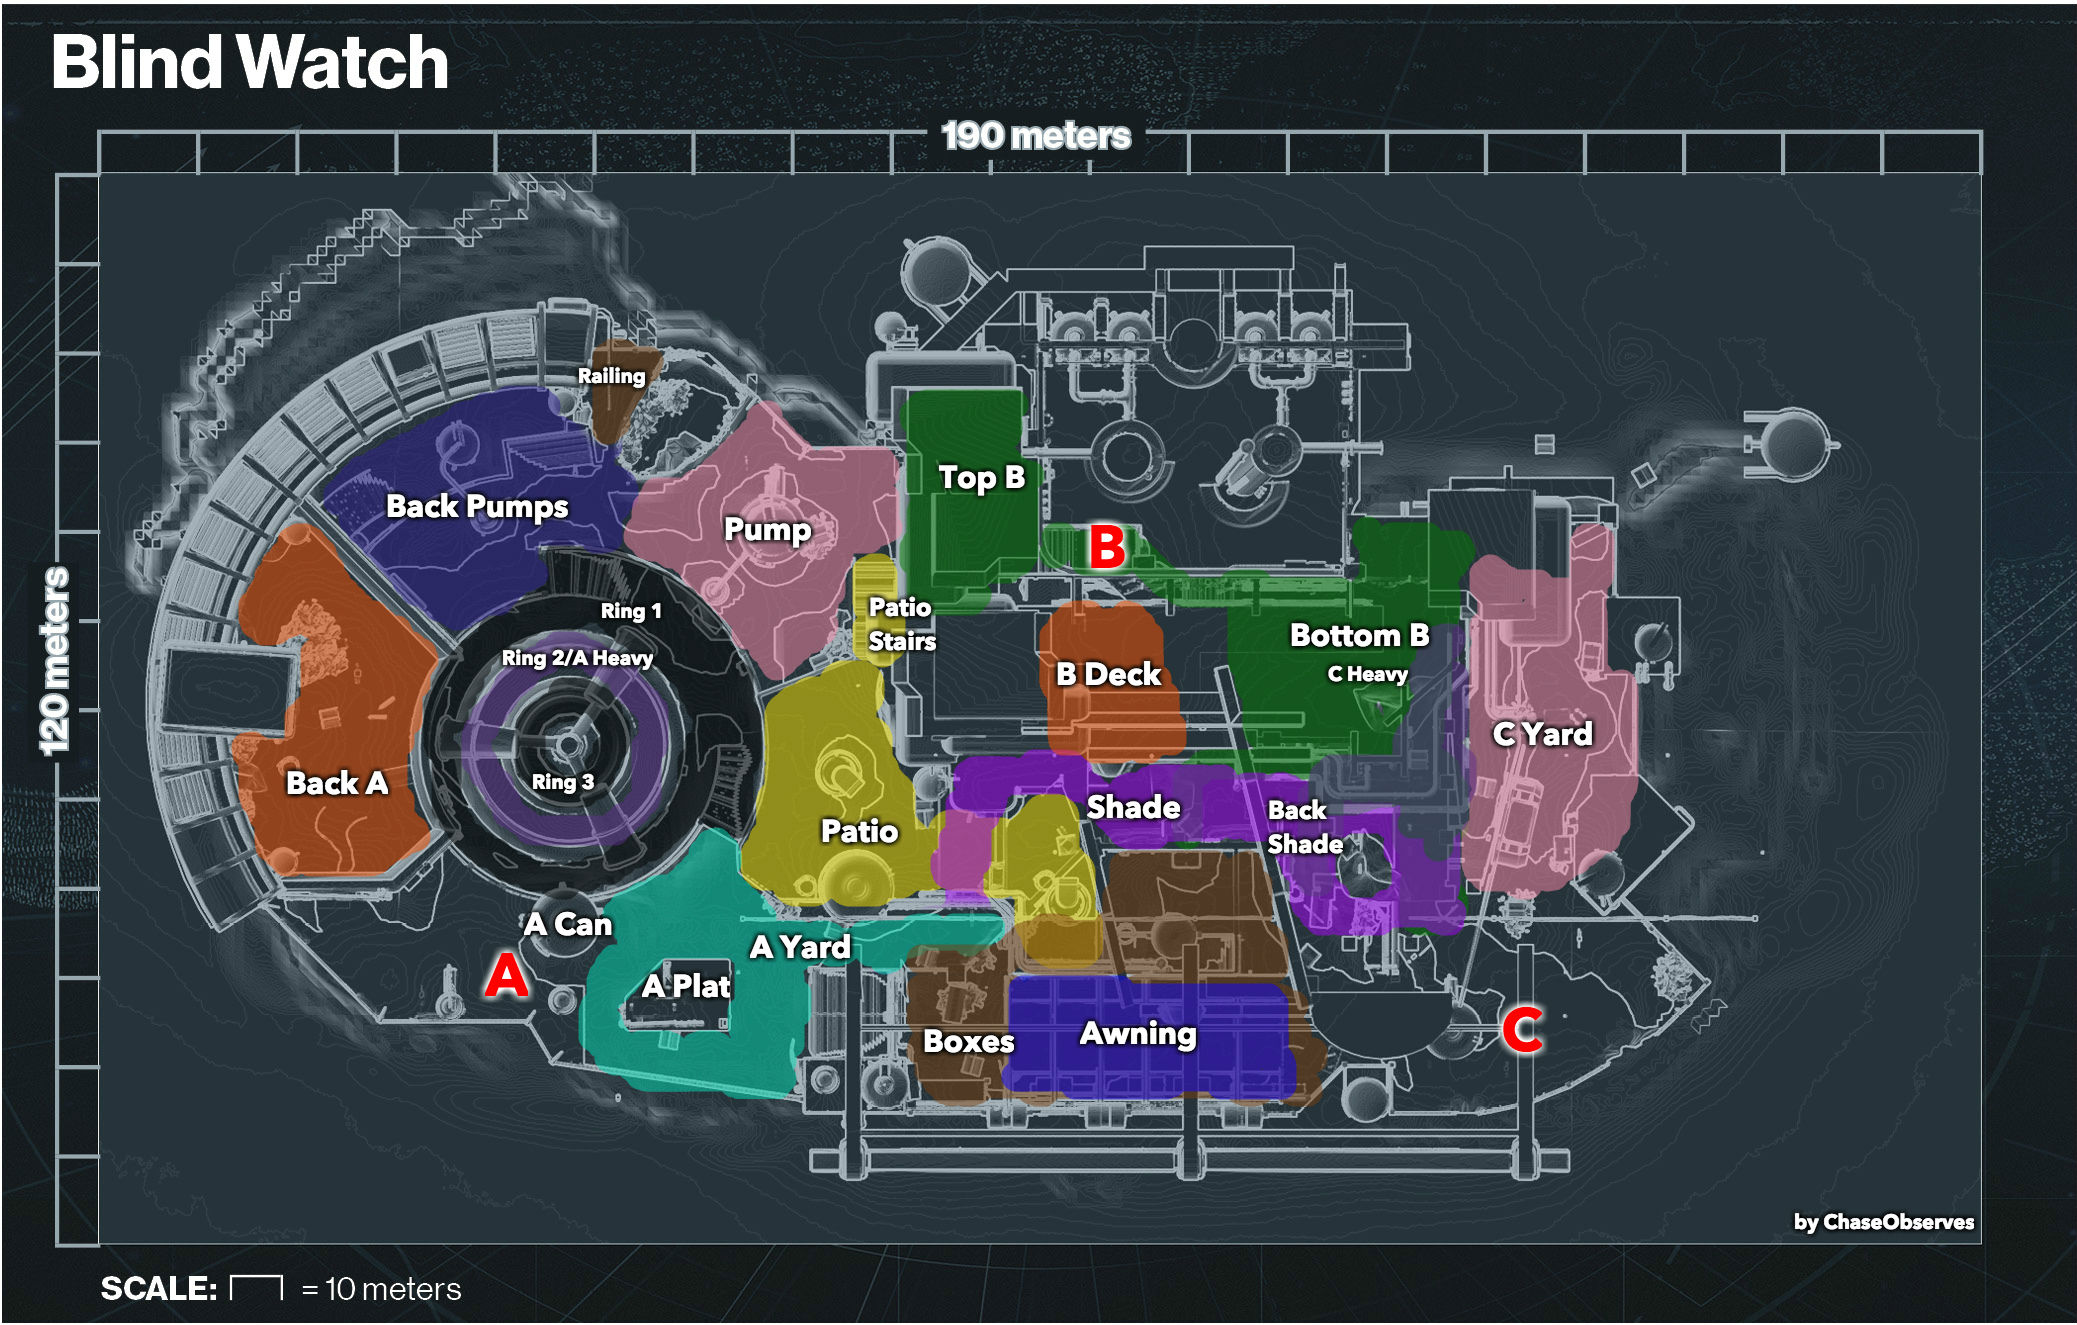 Blind Watch
190 meters
120 meters
Railing
Top B
Back Pumps
Pump
B
Ring 1
Patio
Stairs
Bottom B
Ring 2/A Heavy
B Deck
C Heavy
C Yard
Back A
Ring 3
Patio
Shade
Back
Shade
A Can
A Yard
A
A Plat
Boxes
Awning
C
by ChaseObserves
SCALE: = 10 meters